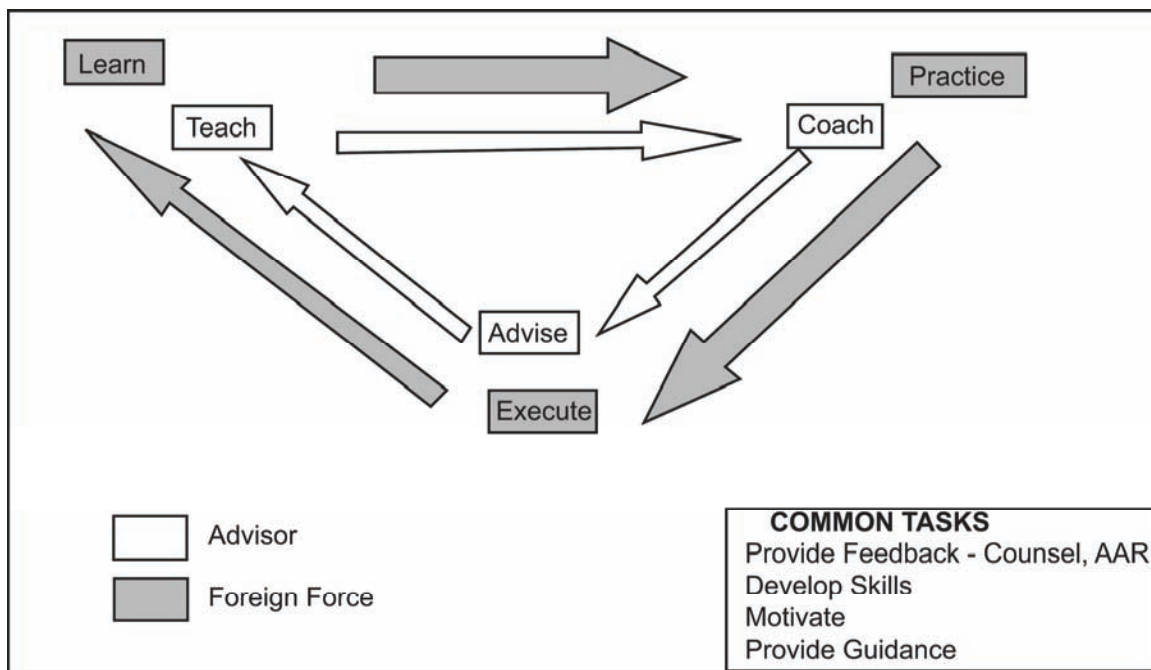 Learn
Practice
Teach
Coach
Advise
Execute
Advisor
Foreign Force
COMMON TASKS
Provide Feedback - Counsel, AAR
Develop Skills
Motivate
Provide Guidance